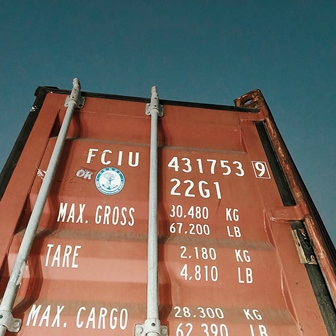 FCIU 431753 9
OK
22G1
MAX. GROSS 30.480 KG
67.200 LB
TARE 2.180 KG
4,810 LB
MAX. CARGO 28.300 KG
62.390 LB